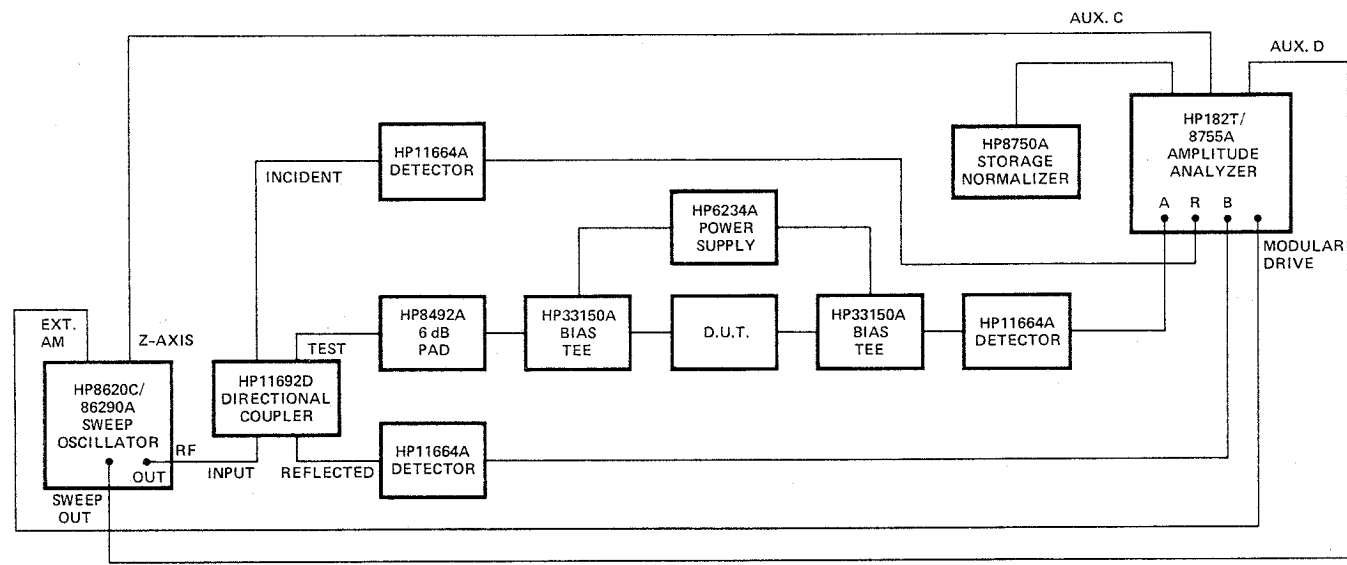 AUX. C
AUX. D
HP182T/
8755A
AMPLITUDE
ANALYZER
A R B
MODULAR
DRIVE
HP8750A
STORAGE
NORMALIZER
HP11664A
DETECTOR
INCIDENT
HP6234A
POWER
SUPPLY
EXT.
AM
Z-AXIS
TEST
HP8492A
6 dB
PAD
HP33150A
BIAS
TEE
D.U.T.
HP33150A
BIAS
TEE
HP11664A
DETECTOR
HP8620C/
86290A
SWEEP
OSCILLATOR
RF
OUT
INPUT
HP11692D
DIRECTIONAL
COUPLER
REFLECTED
HP11664A
DETECTOR
SWEEP
OUT